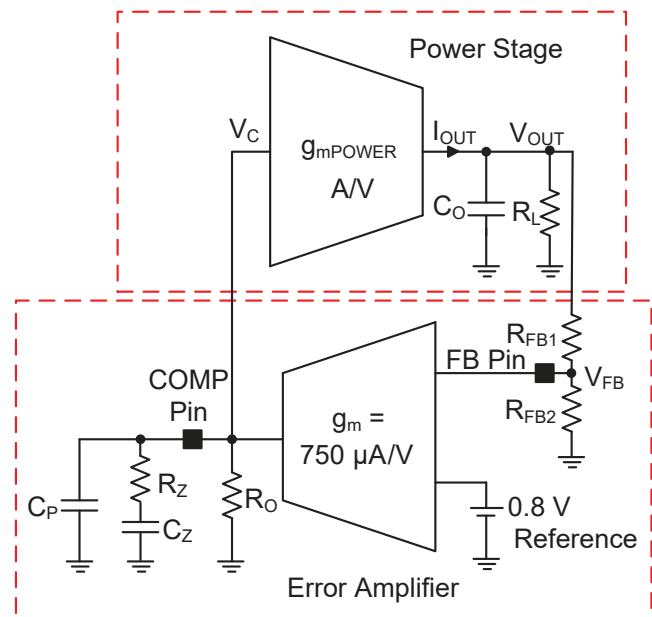 Power Stage
V_C
g_mPOWER
A/V
I_OUT
V_OUT
C_O
R_L
R_FB1
FB Pin
V_FB
R_FB2
COMP
Pin
g_m =
750 µA/V
R_Z
C_P
C_Z
R_O
0.8 V
Reference
Error Amplifier